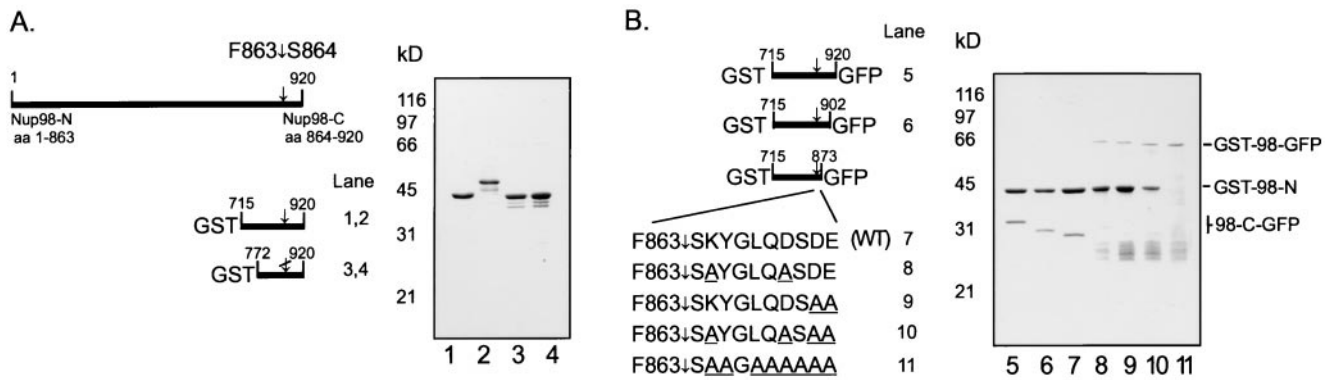 A.
F863↓S864
1 920
Nup98-N Nup98-C
aa 1-863 aa 864-920
Lane
715 920
GST 1,2
772 920
GST 3,4
kD
116
97
66
45
31
21
1 2 3 4
B.
Lane
715 920
GST GFP 5
715 902
GST GFP 6
715 873
GST GFP
F863↓SKYGLQDSDE (WT) 7
F863↓SAYGLQASDE 8
F863↓SKYGLQDSAA 9
F863↓SAYGLQASAA 10
F863↓SAAGAAAAAA 11
kD
116
97
66
45
31
21
GST-98-GFP
GST-98-N
98-C-GFP
5 6 7 8 9 10 11